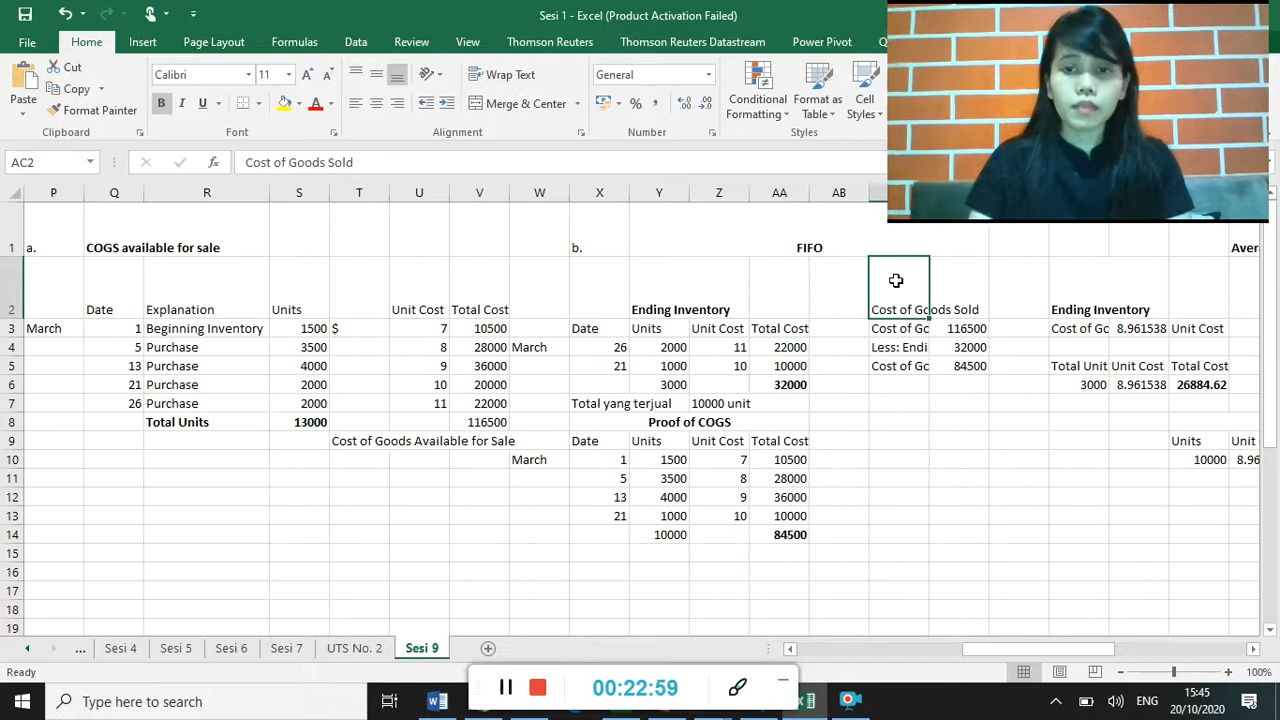 Sesi 1 - Excel (Product Activation Failed)
File Home Insert Page Layout Formulas Data Review View Thomson Reuters Thomson Reuters Datastream Power Pivot
Paste Cut Copy Format Painter
Clipboard
Calibri 11
B I U A
Font
Wrap Text
Merge & Center
Alignment
General
% ,
Number
Conditional Formatting Format as Table Cell Styles
Styles
AC2 fx Cost of Goods Sold
P Q R S T U V W X Y Z AA AB
1 a. COGS available for sale b. FIFO Aver
2 Date Explanation Units Unit Cost Total Cost Ending Inventory Cost of Goods Sold Ending Inventory
3 March 1 Beginning Inventory 1500 $ 7 10500 Date Units Unit Cost Total Cost Cost of Gc 116500 Cost of Gc 8.961538 Unit Cost
4 5 Purchase 3500 8 28000 March 26 2000 11 22000 Less: Endi 32000
5 13 Purchase 4000 9 36000 21 1000 10 10000 Cost of Gc 84500 Total Unit Unit Cost Total Cost
6 21 Purchase 2000 10 20000 3000 32000 3000 8.961538 26884.62
7 26 Purchase 2000 11 22000 Total yang terjual 10000 unit
8 Total Units 13000 116500 Proof of COGS
9 Cost of Goods Available for Sale Date Units Unit Cost Total Cost Units Unit
10 March 1 1500 7 10500 10000 8.96
11 5 3500 8 28000
12 13 4000 9 36000
13 21 1000 10 10000
14 10000 84500
15
16
17
18
19
... Sesi 4 Sesi 5 Sesi 6 Sesi 7 UTS No. 2 Sesi 9
Ready 100%
00:22:59
Type here to search
ENG
15:45
20/10/2020